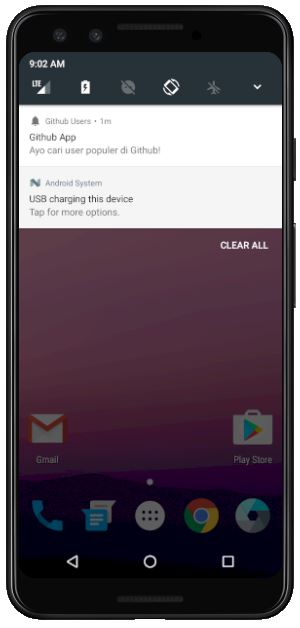 9:02 AM
LTE
Github Users • 1m
Github App
Ayo cari user populer di Github!
Android System
USB charging this device
Tap for more options.
CLEAR ALL
Gmail
Play Store